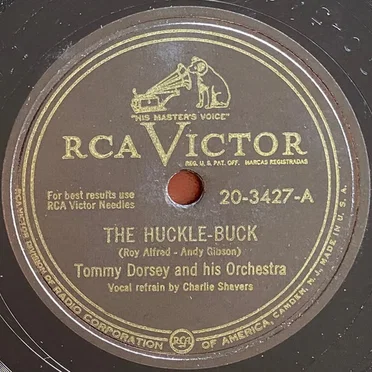 "HIS MASTER'S VOICE"
RCA VICTOR
REG. U. S. PAT. OFF. MARCAS REGISTRADAS
For best results use
RCA Victor Needles
20-3427-A
THE HUCKLE-BUCK
(Roy Alfred - Andy Gibson)
Tommy Dorsey and his Orchestra
Vocal refrain by Charlie Shavers
RCA VICTOR DIVISION OF RADIO CORPORATION OF AMERICA, CAMDEN, N. J. MADE IN U. S. A.
RCA